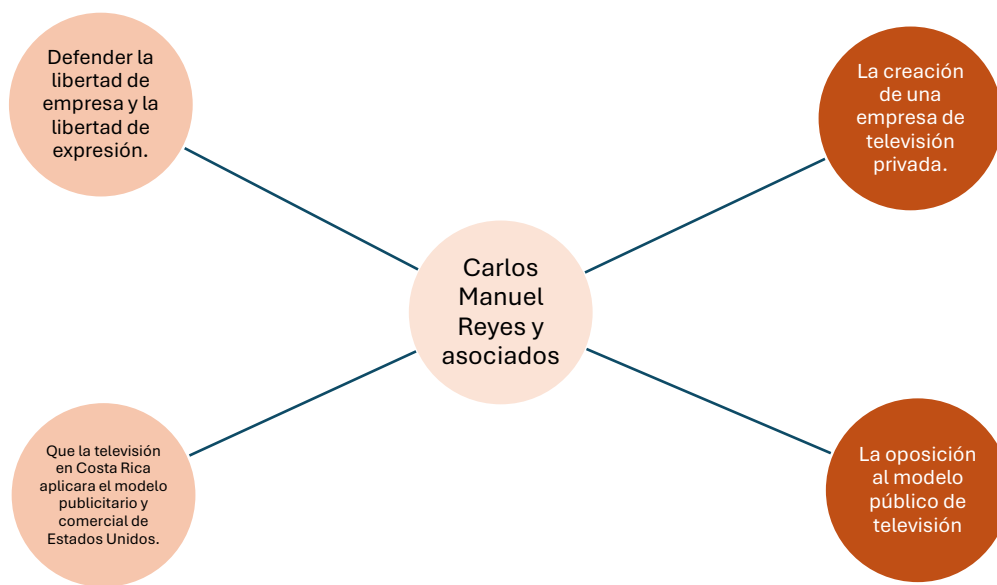 Defender la
libertad de
empresa y la
libertad de
expresión.
La creación
de una
empresa de
televisión
privada.
Carlos
Manuel
Reyes y
asociados
Que la televisión
en Costa Rica
aplicara el modelo
publicitario y
comercial de
Estados Unidos.
La oposición
al modelo
público de
televisión